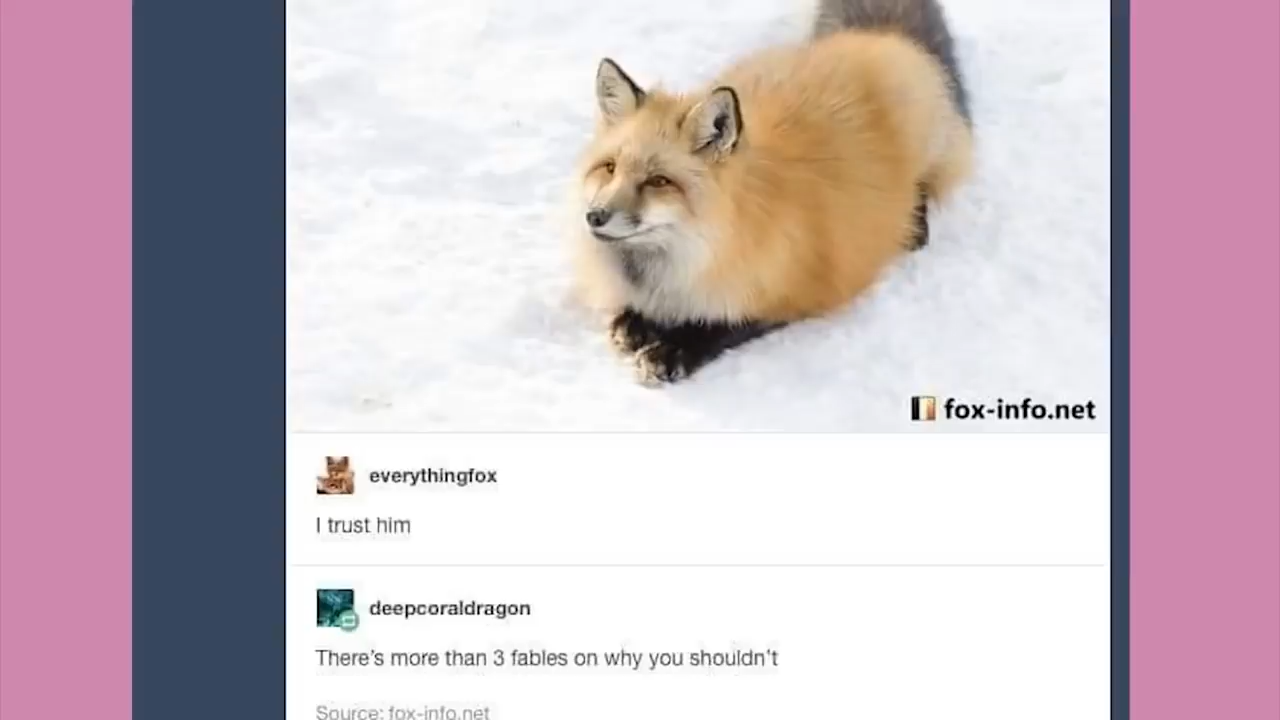 fox-info.net
everythingfox
I trust him
deepcoraldragon
There's more than 3 fables on why you shouldn't
Source: fox-info.net